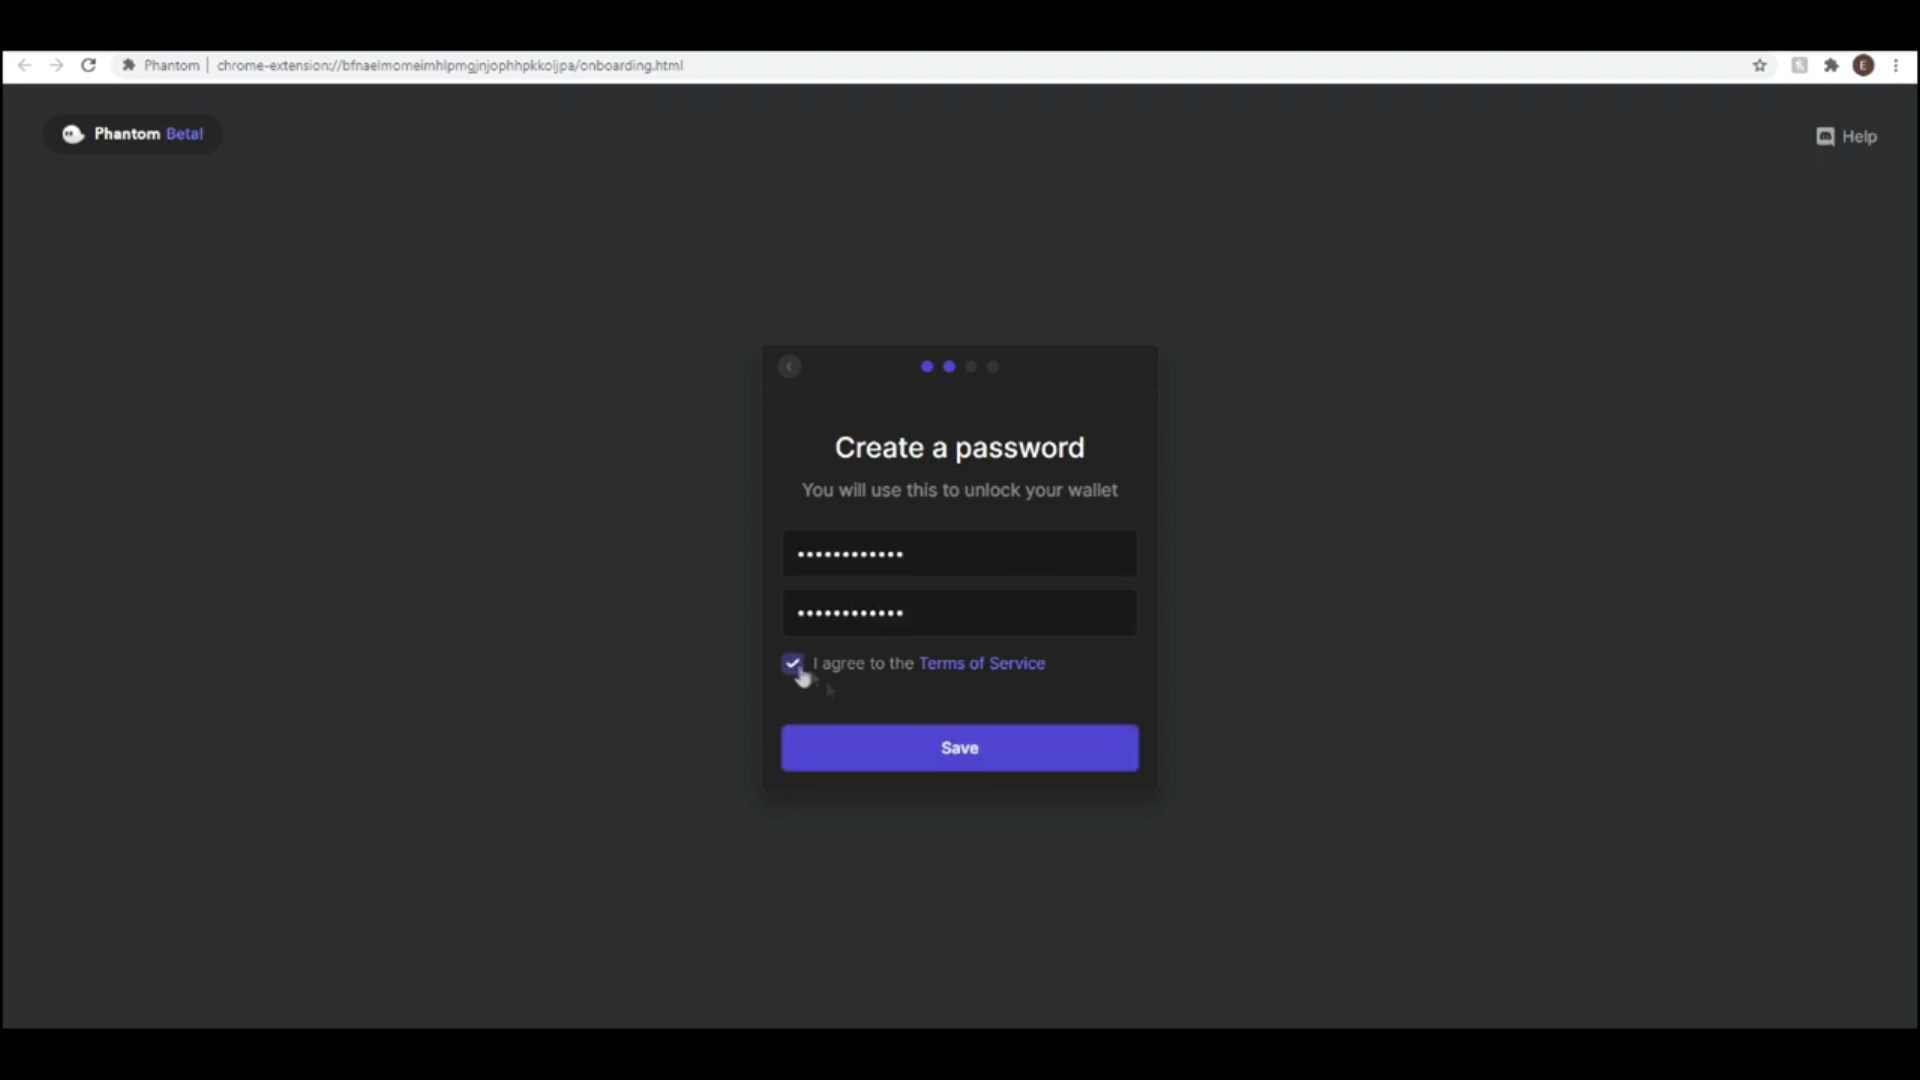 Phantom | chrome-extension://bfnaelmomeimhlpmgjnjophhpkkoljpa/onboarding.html
E
Phantom Beta!
Help
Create a password
You will use this to unlock your wallet
••••••••••••
••••••••••••
I agree to the Terms of Service
Save